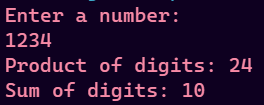 Enter a number:
1234
Product of digits: 24
Sum of digits: 10